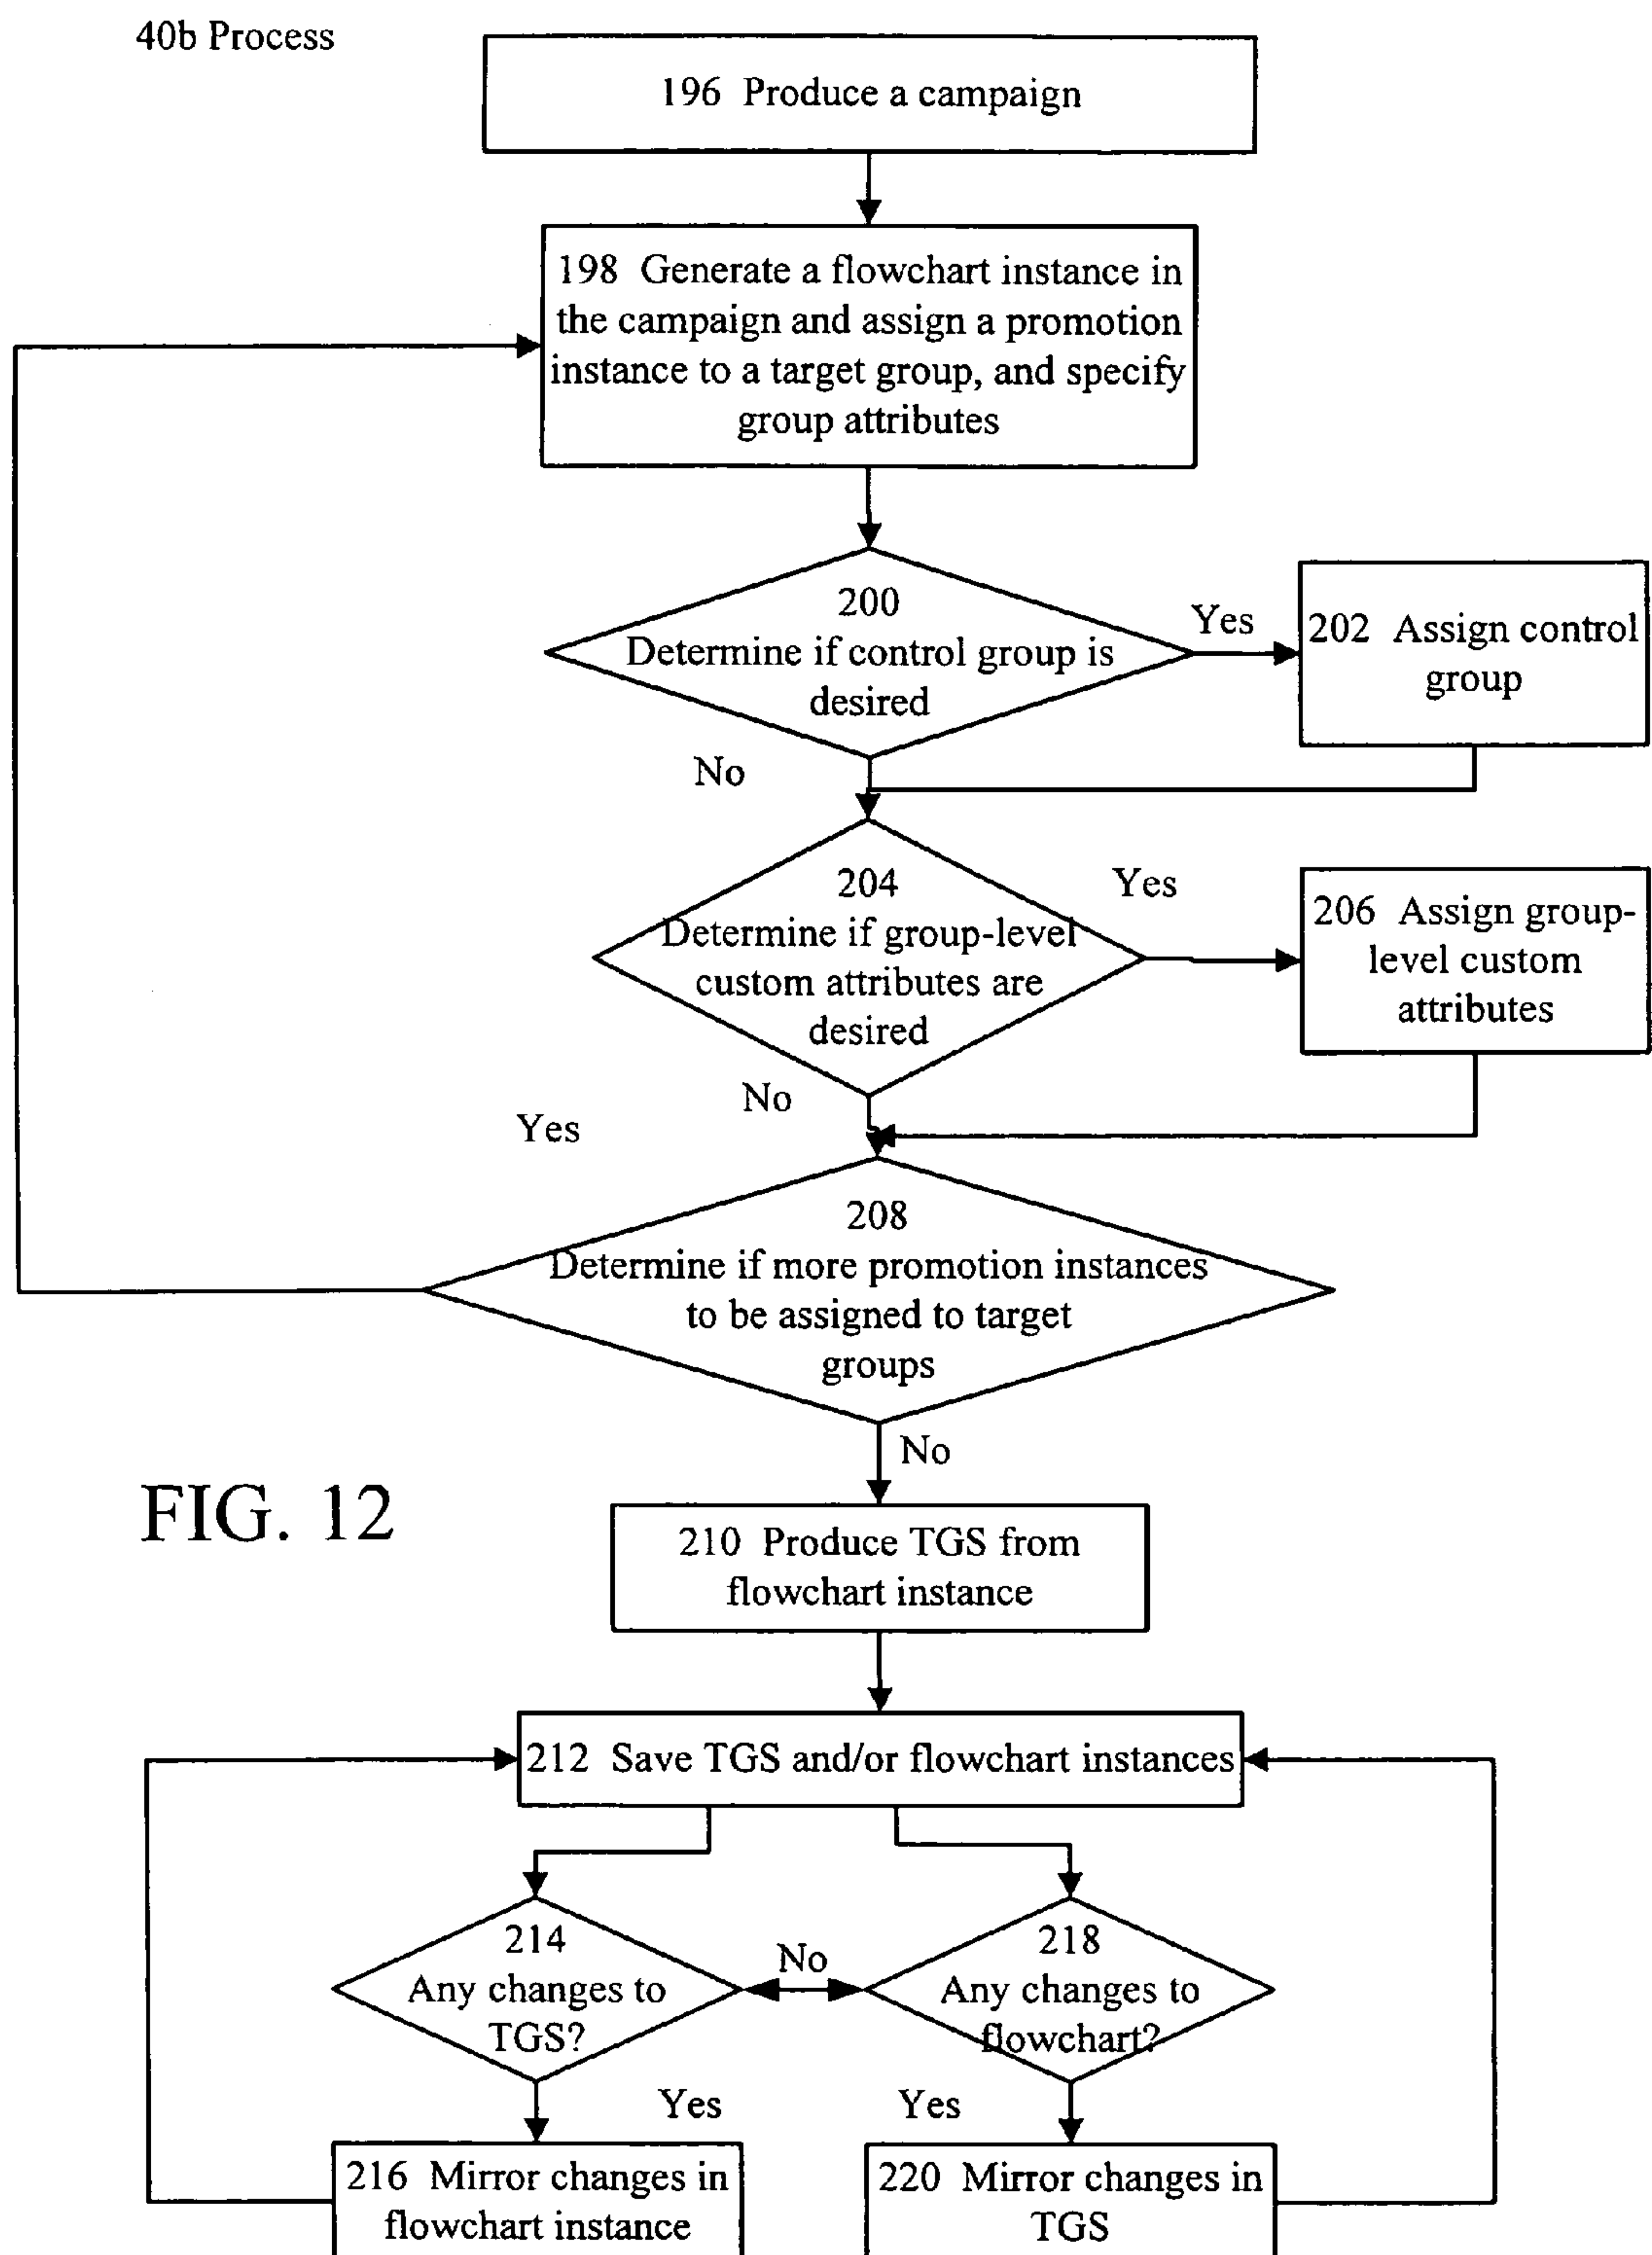 40b Process
196 Produce a campaign
198 Generate a flowchart instance in
the campaign and assign a promotion
instance to a target group, and specify
group attributes
200
Determine if control group is
desired
Yes
202 Assign control
group
No
204
Determine if group-level
custom attributes are
desired
Yes
206 Assign group-
level custom
attributes
No
Yes
208
Determine if more promotion instances
to be assigned to target
groups
No
FIG. 12
210 Produce TGS from
flowchart instance
212 Save TGS and/or flowchart instances
214
Any changes to
TGS?
No
218
Any changes to
flowchart?
Yes
Yes
216 Mirror changes in
flowchart instance
220 Mirror changes in
TGS